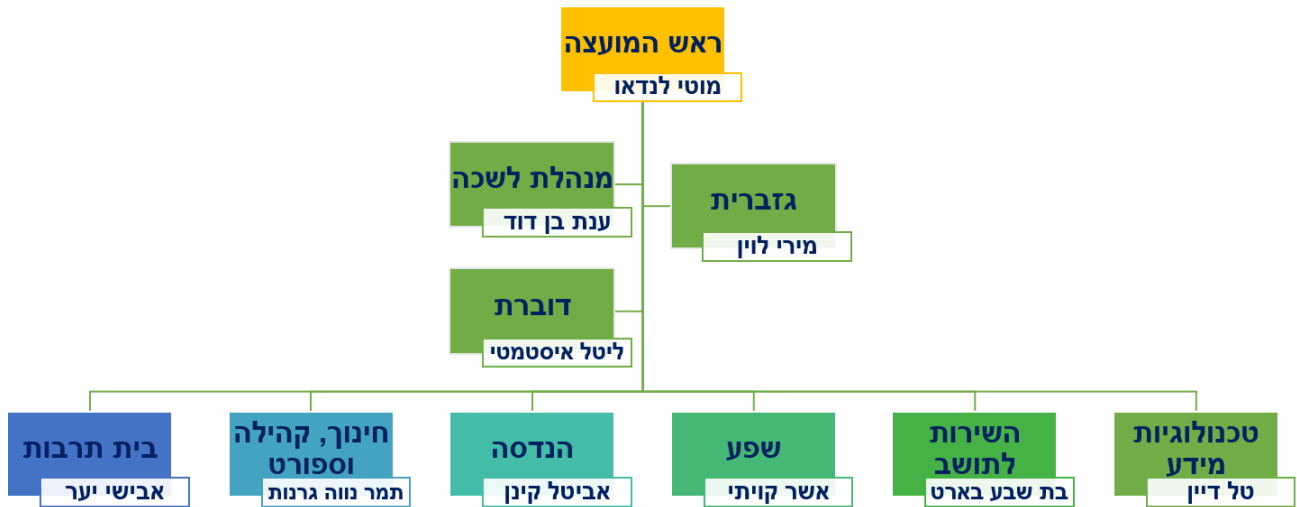 ראש המועצה
מוטי לנדאו
גזברית
מירי לוין
מנהלת לשכה
ענת בן דוד
דוברת
ליטל איסטמטי
טכנולוגיות
מידע
טל דיין
השירות
לתושב
בת שבע בארט
שפע
אשר קויתי
הנדסה
אביטל קינן
חינוך, קהילה
וספורט
תמר נווה גרנות
בית תרבות
אבישי יער